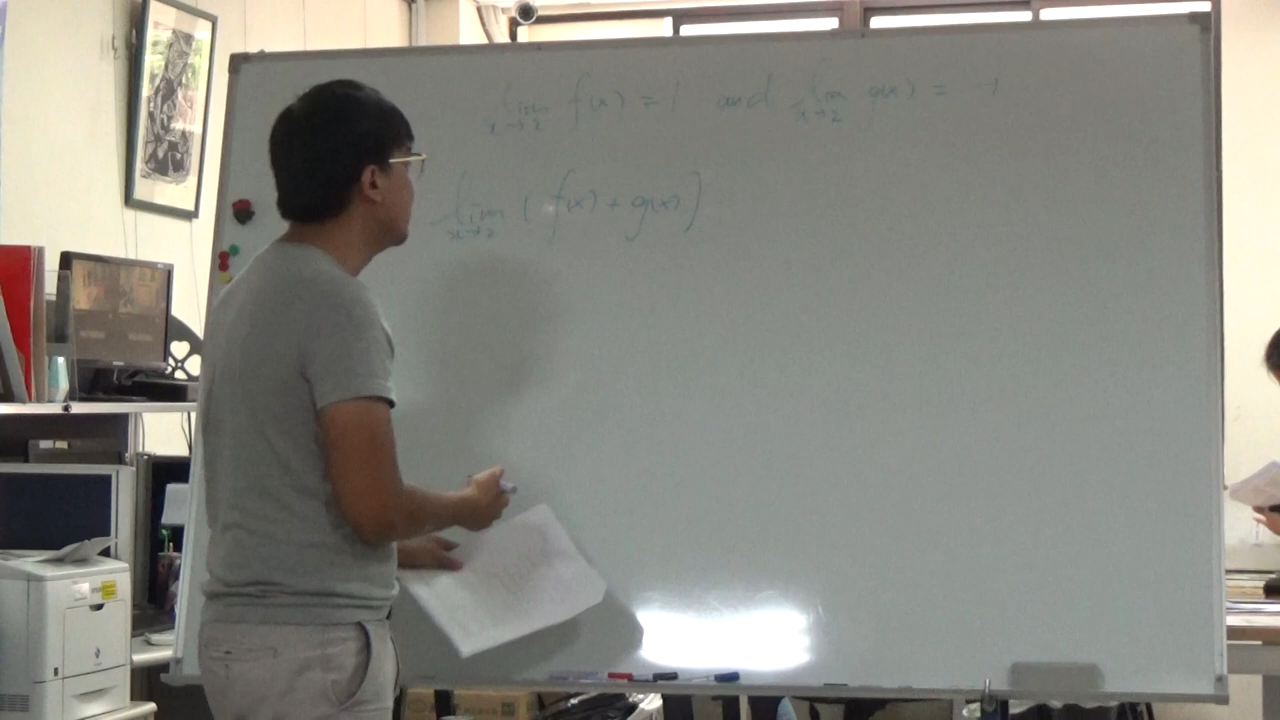 lim x→2 f(x) = 1 and lim x→2 g(x) = -1
lim x→2 (f(x) + g(x))